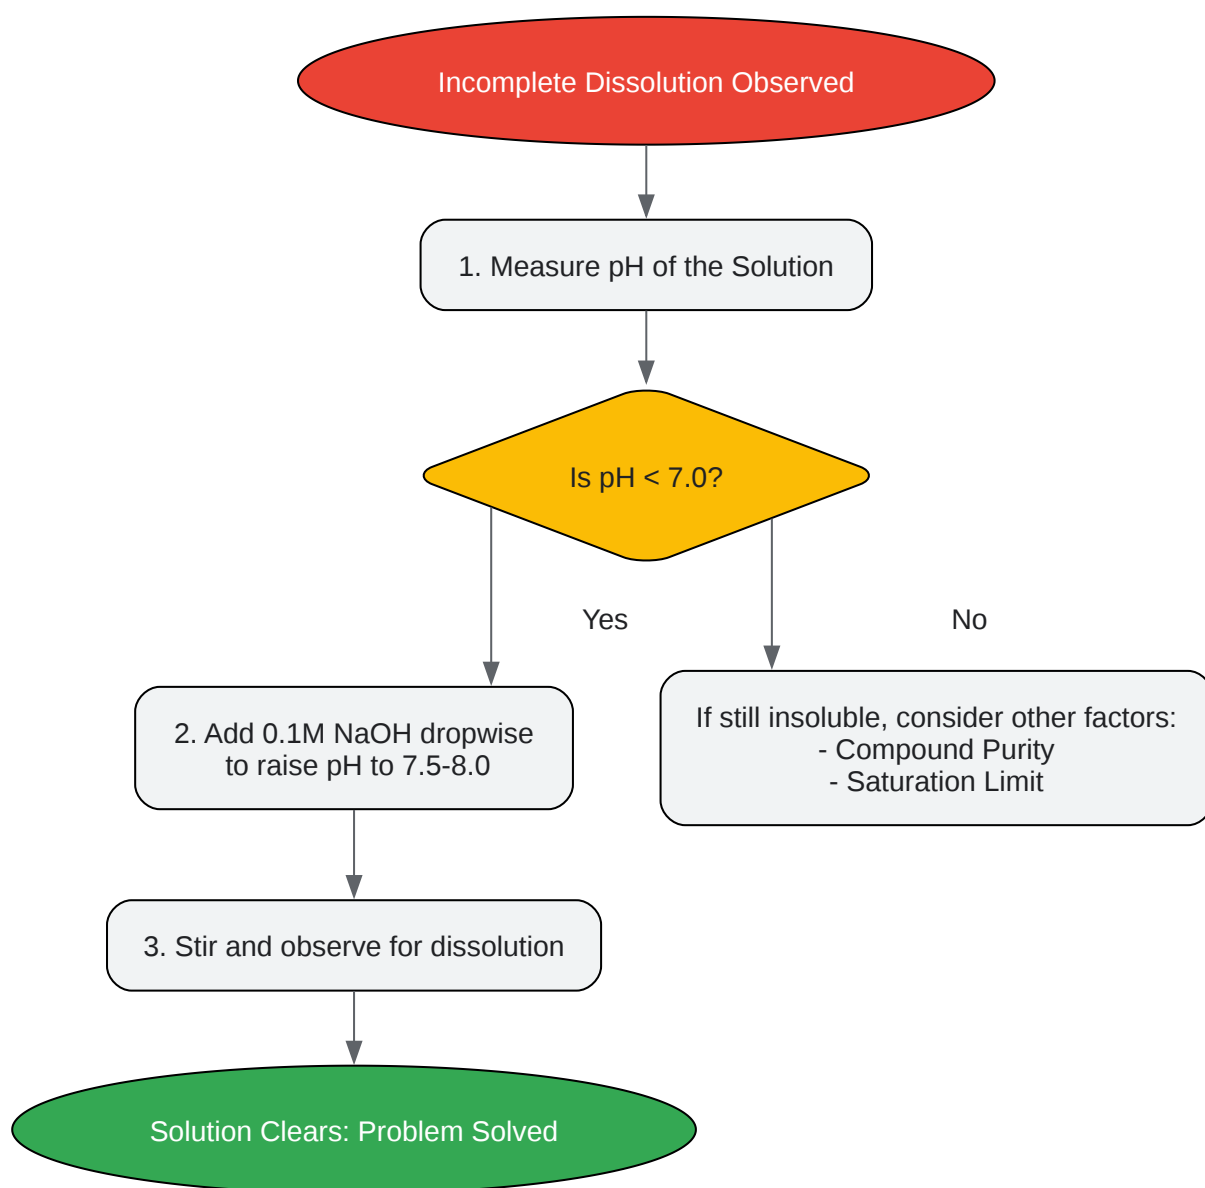 Incomplete Dissolution Observed
1. Measure pH of the Solution
Is pH < 7.0?
Yes
No
2. Add 0.1M NaOH dropwise
to raise pH to 7.5-8.0
If still insoluble, consider other factors:
- Compound Purity
- Saturation Limit
3. Stir and observe for dissolution
Solution Clears: Problem Solved